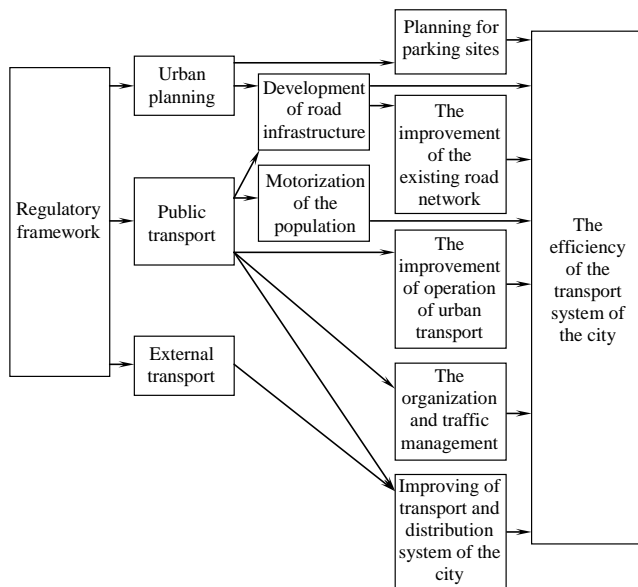 Regulatory
framework
Urban
planning
Public
transport
External
transport
Development
of road
infrastructure
Motorization
of the
population
Planning for
parking sites
The
improvement
of the
existing road
network
The
improvement
of operation
of urban
transport
The
organization
and traffic
management
Improving of
transport and
distribution
system of the
city
The
efficiency
of the
transport
system of
the city